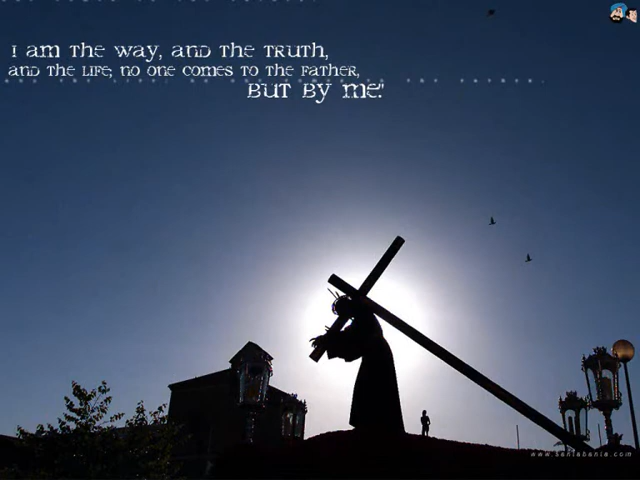 I am the way, and the truth,
and the life; no one comes to the Father,
but by me."
www.santabanta.com